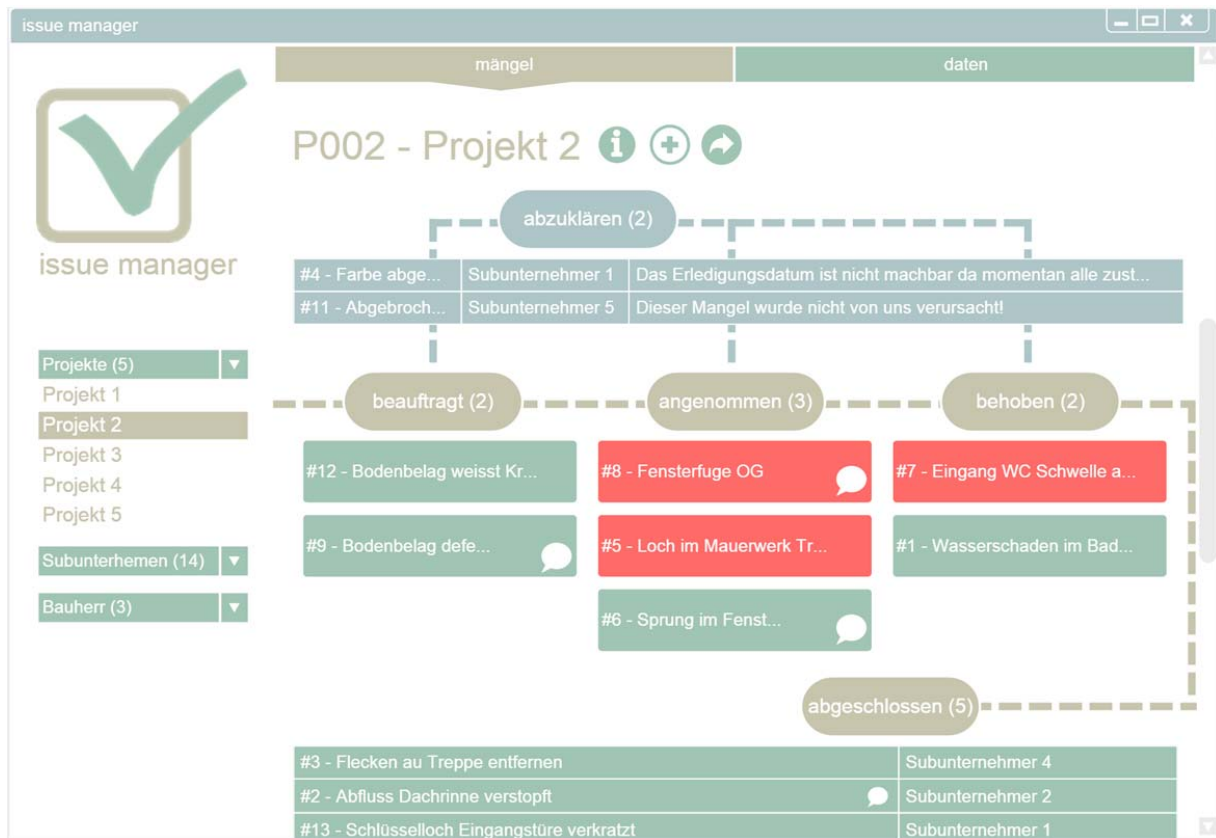 issue manager
mängel
daten
P002 - Projekt 2
issue manager
abzuklären (2)
#4 - Farbe abge... Subunternehmer 1 Das Erledigungsdatum ist nicht machbar da momentan alle zust...
#11 - Abgebroch... Subunternehmer 5 Dieser Mangel wurde nicht von uns verursacht!
Projekte (5)
Projekt 1
Projekt 2
Projekt 3
Projekt 4
Projekt 5
Subunterhemen (14)
Bauherr (3)
beauftragt (2)
angenommen (3)
behoben (2)
#12 - Bodenbelag weisst Kr...
#8 - Fensterfuge OG
#7 - Eingang WC Schwelle a...
#9 - Bodenbelag defe...
#5 - Loch im Mauerwerk Tr...
#1 - Wasserschaden im Bad...
#6 - Sprung im Fenst...
abgeschlossen (5)
#3 - Flecken au Treppe entfernen Subunternehmer 4
#2 - Abfluss Dachrinne verstopft Subunternehmer 2
#13 - Schlüsselloch Eingangstüre verkratzt Subunternehmer 1